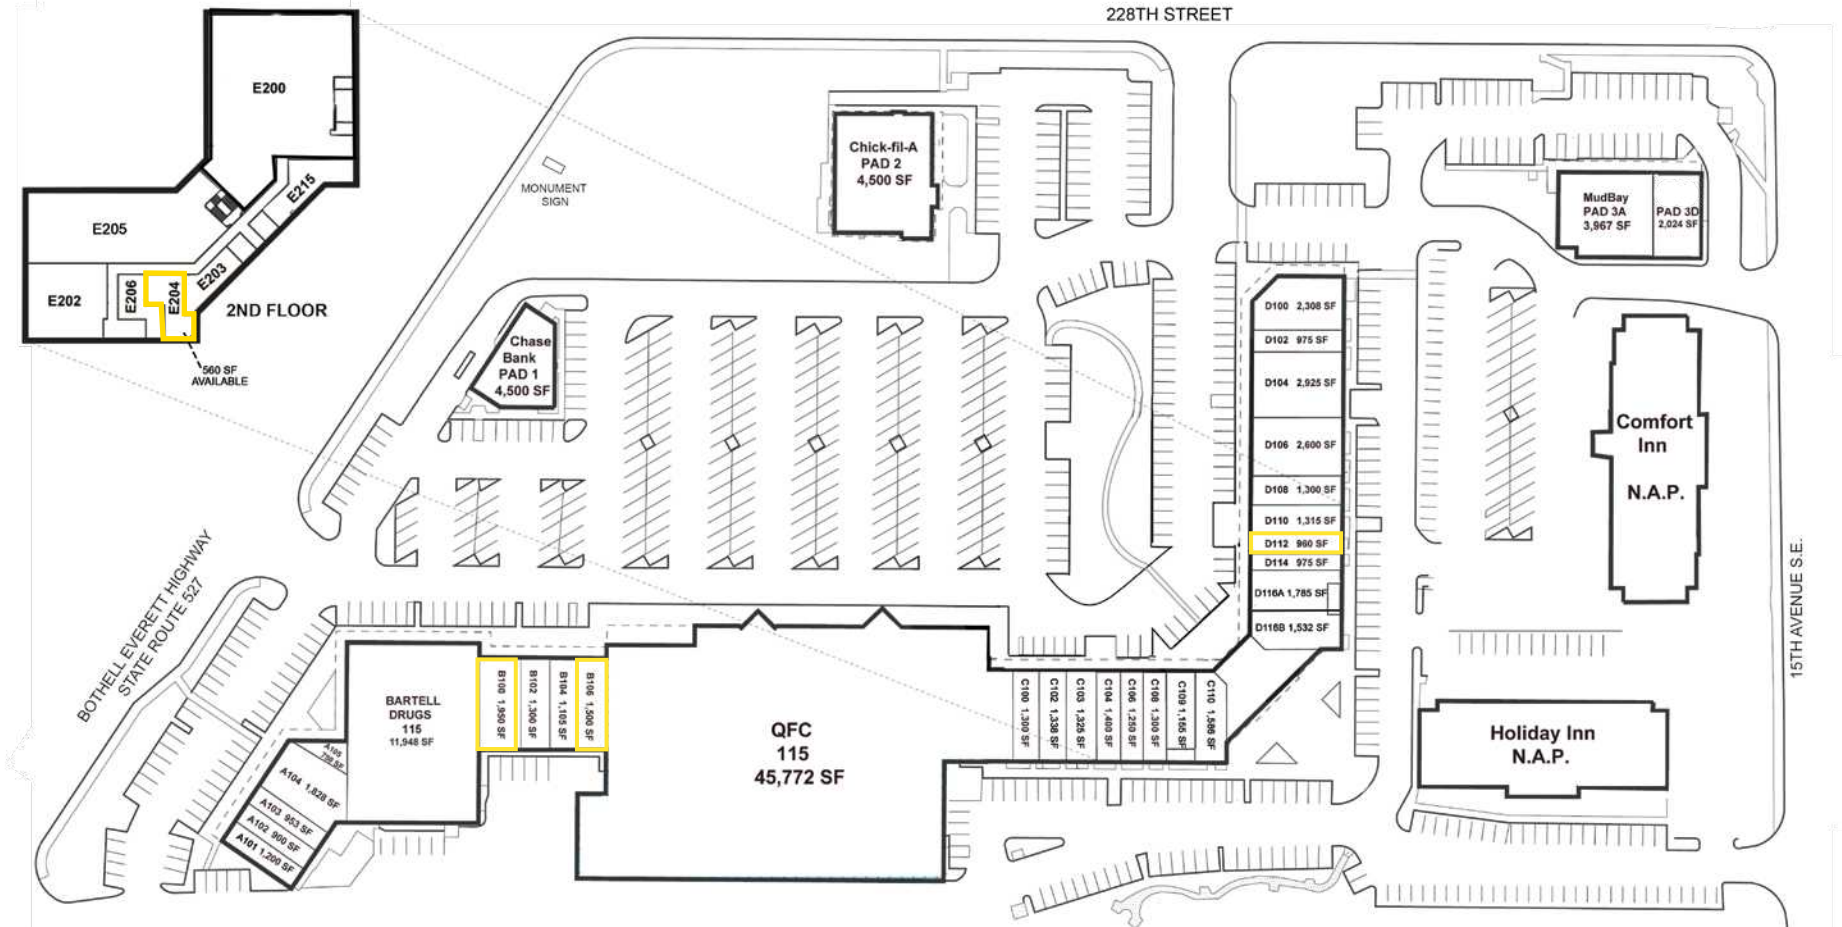 228TH STREET
E200
E215
E205
E203
E206
E204
E202
2ND FLOOR
560 SF
AVAILABLE
MONUMENT
SIGN
Chick-fil-A
PAD 2
4,500 SF
MudBay
PAD 3A
3,967 SF
PAD 3D
2,024 SF
Chase
Bank
PAD 1
4,500 SF
D100 2,308 SF
D102 975 SF
D104 2,925 SF
D106 2,600 SF
D108 1,300 SF
D110 1,315 SF
D112 960 SF
D114 975 SF
D116A 1,785 SF
D116B 1,532 SF
Comfort
Inn
N.A.P.
15TH AVENUE S.E.
BOTHELL EVERETT HIGHWAY
STATE ROUTE 527
BARTELL
DRUGS
115
11,948 SF
B100 1,950 SF
B102 1,300 SF
B104 1,105 SF
B106 1,500 SF
QFC
115
45,772 SF
C100 1,300 SF
C102 1,338 SF
C103 1,325 SF
C104 1,400 SF
C106 1,250 SF
C108 1,300 SF
C109 1,155 SF
C110 1,586 SF
Holiday Inn
N.A.P.
A105
798 SF
A104 1,828 SF
A103 953 SF
A102 900 SF
A101 1,200 SF